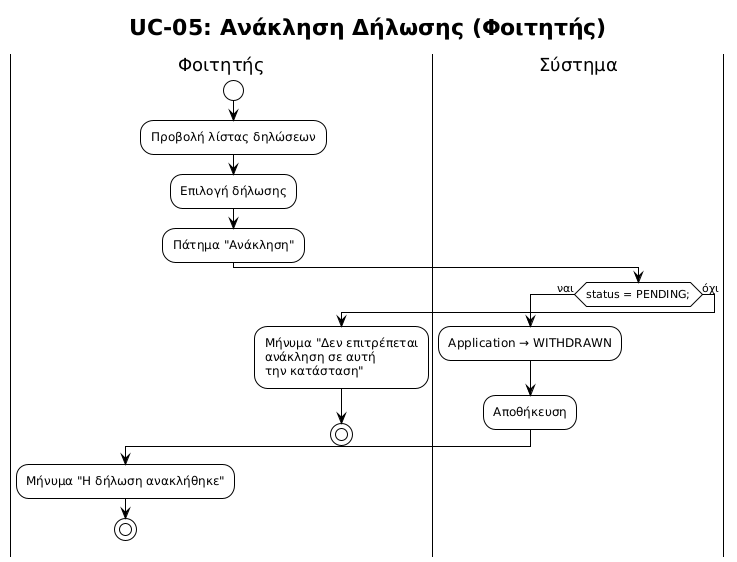 UC-05: Ανάκληση Δήλωσης (Φοιτητής)
Φοιτητής
Σύστημα
Προβολή λίστας δηλώσεων
Επιλογή δήλωσης
Πάτημα "Ανάκληση"
ναι
status = PENDING;
όχι
Μήνυμα "Δεν επιτρέπεται
ανάκληση σε αυτή
την κατάσταση"
Application → WITHDRAWN
Αποθήκευση
Μήνυμα "Η δήλωση ανακλήθηκε"